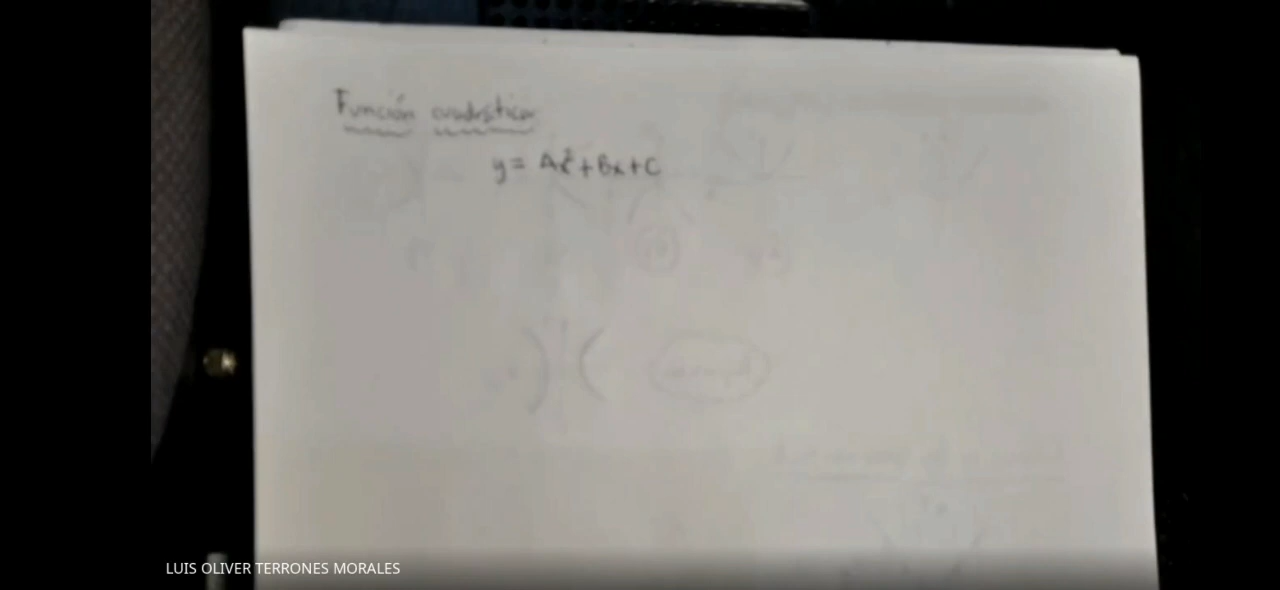 Función cuadrática
y = Ax² + Bx + C
LUIS OLIVER TERRONES MORALES